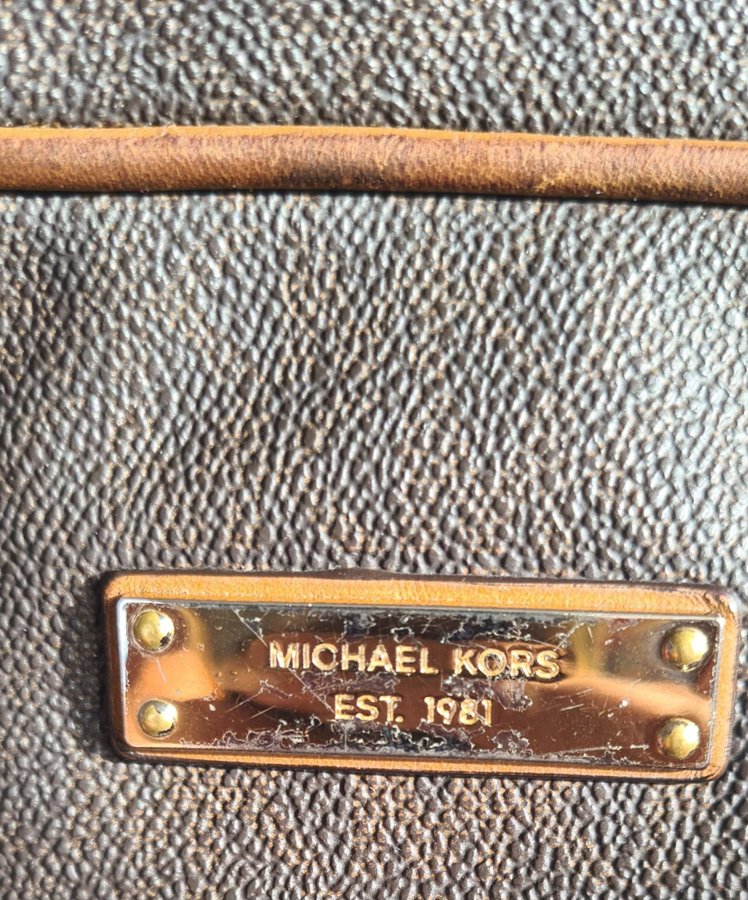 MICHAEL KORS
EST. 1981